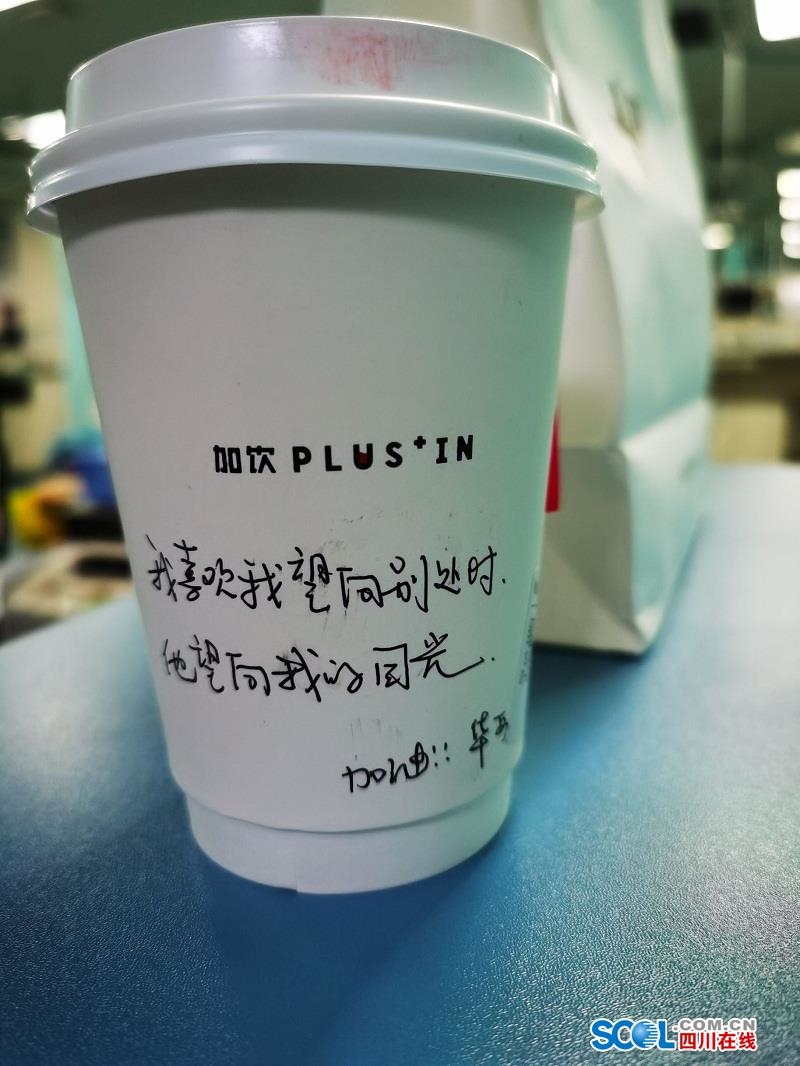 加饮 PLUS+IN
我喜欢我望向别处时.
他望向我的目光.
加油!! 华西
SCOL.COM.CN
四川在线